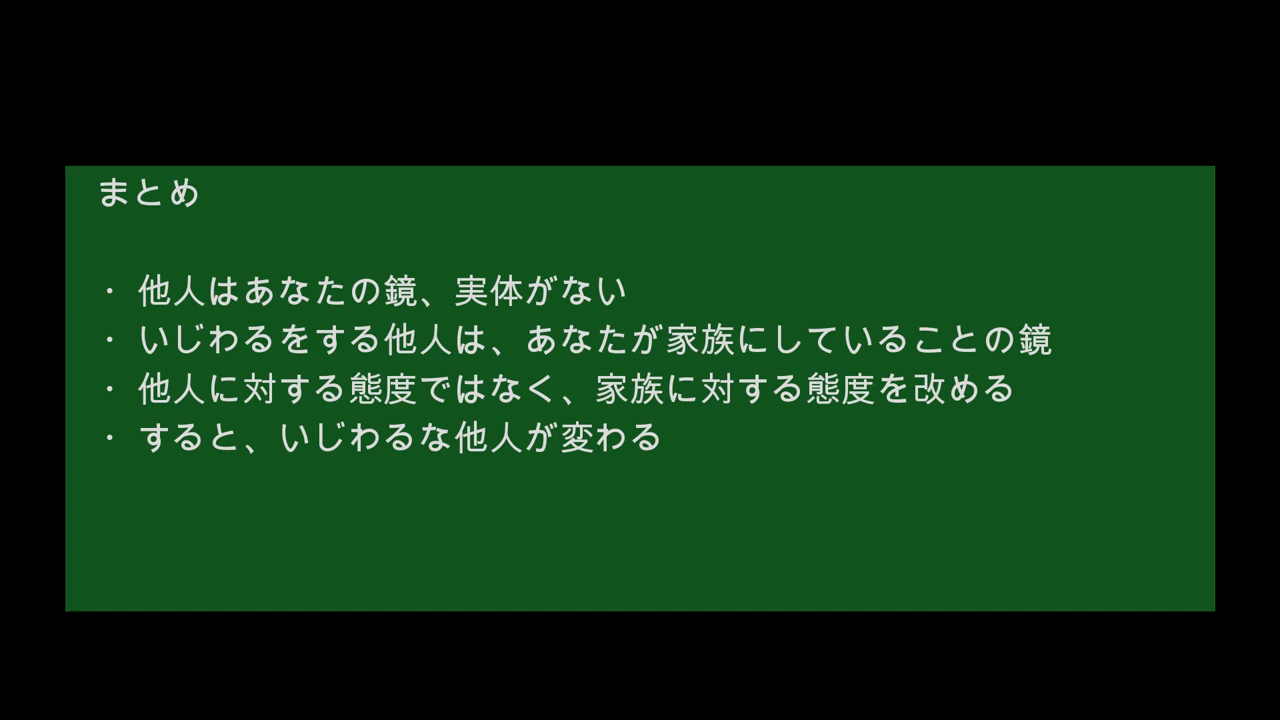 まとめ
・ 他人はあなたの鏡、実体がない
・ いじわるをする他人は、あなたが家族にしていることの鏡
・ 他人に対する態度ではなく、家族に対する態度を改める
・ すると、いじわるな他人が変わる